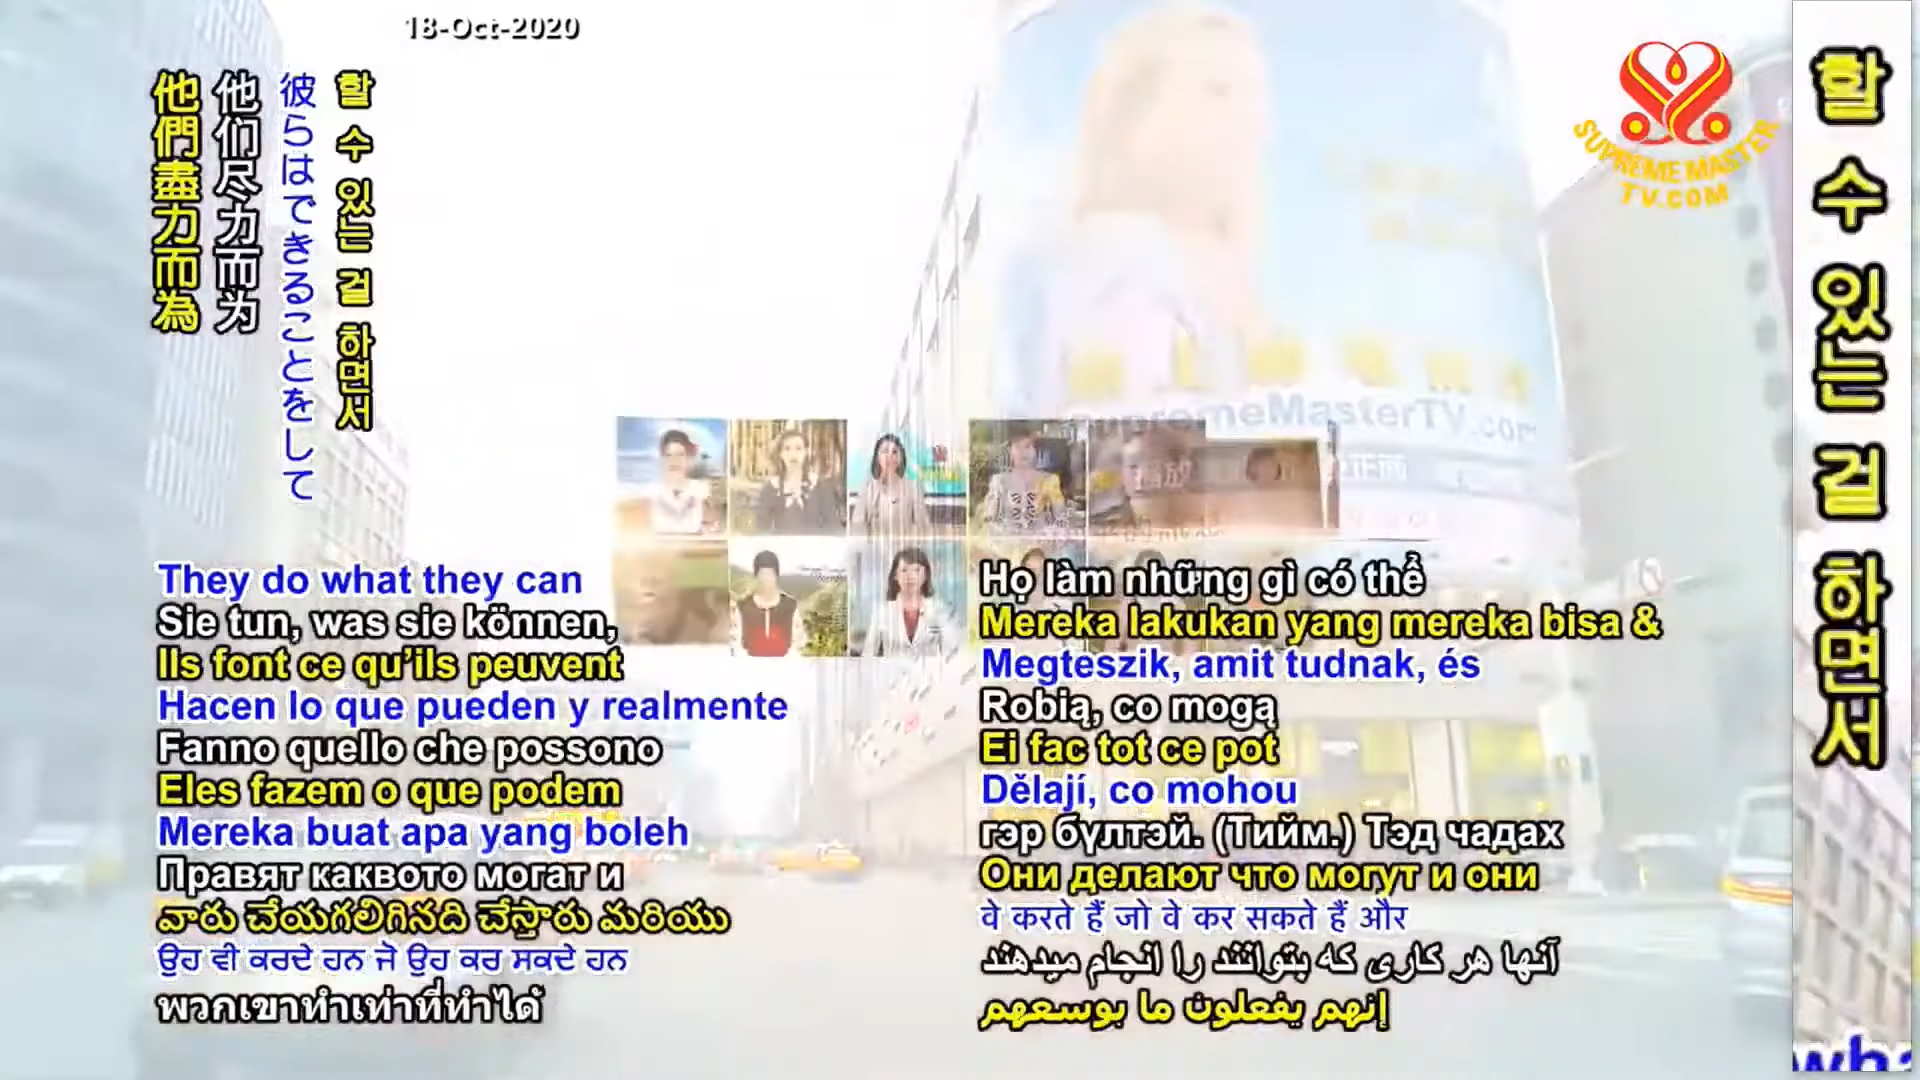 18-Oct-2020
할 수 있는 걸 하면서
彼らはできることをして
他们尽力而为
他們盡力而為
SUPREME MASTER
TV.COM
SupremeMasterTV.com
They do what they can
Sie tun, was sie können,
Ils font ce qu’ils peuvent
Hacen lo que pueden y realmente
Fanno quello che possono
Eles fazem o que podem
Mereka buat apa yang boleh
Правят каквото могат и
వారు చేయగలిగినది చేస్తారు మరియు
ਉਹ ਵੀ ਕਰਦੇ ਹਨ ਜੋ ਉਹ ਕਰ ਸਕਦੇ ਹਨ
พวกเขาทำเท่าที่ทำได้
Họ làm những gì có thể
Mereka lakukan yang mereka bisa &
Megteszik, amit tudnak, és
Robią, co mogą
Ei fac tot ce pot
Dělají, co mohou
гэр бүлтэй. (Тийм.) Тэд чадах
Они делают что могут и они
वे करते हैं जो वे कर सकते हैं और
آنها هر کاری که بتوانند را انجام میدهند
إنهم يفعلون ما بوسعهم
할 수 있는 걸 하면서